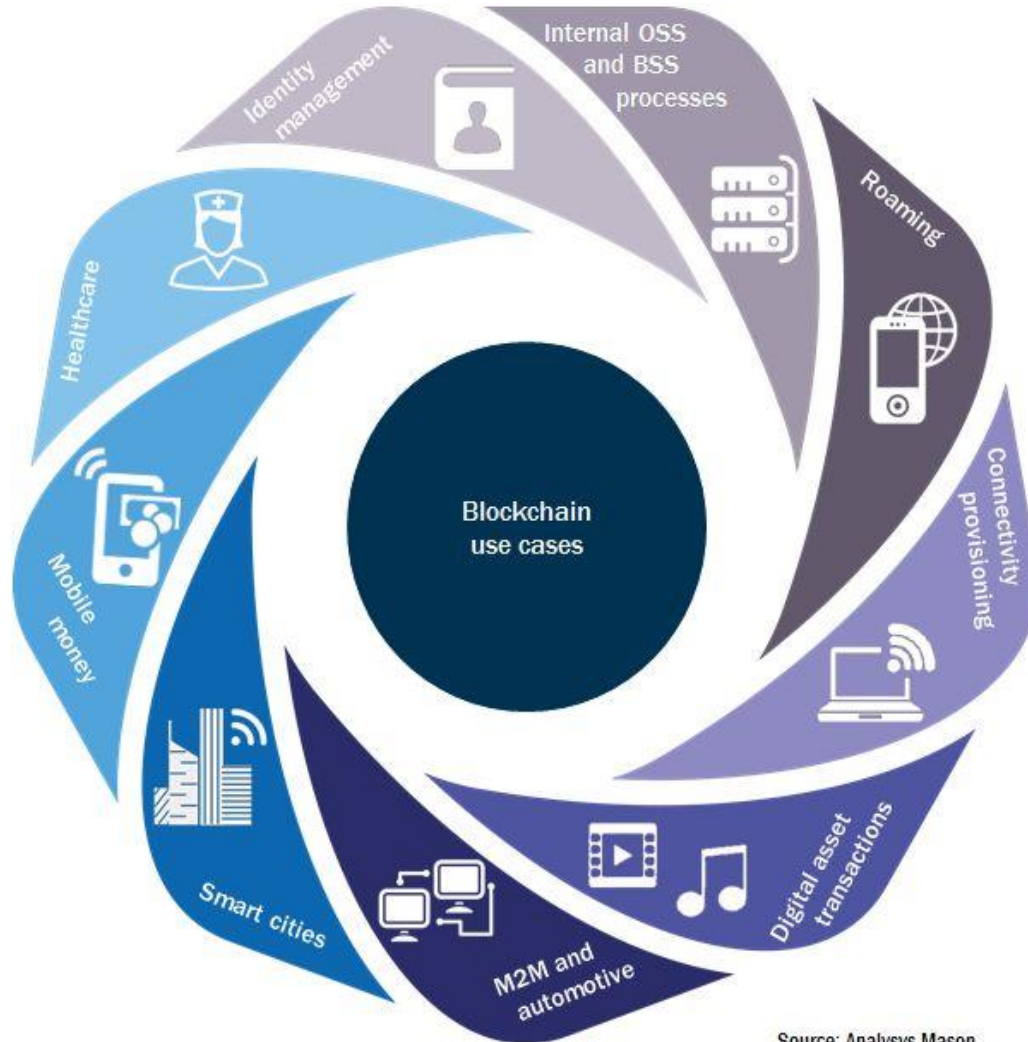 Internal OSS
and BSS
processes
Roaming
Connectivity
provisioning
Digital asset
transactions
M2M and
automotive
Smart cities
Mobile
money
Healthcare
Identity
management
Blockchain
use cases
Source: Analysys Mason